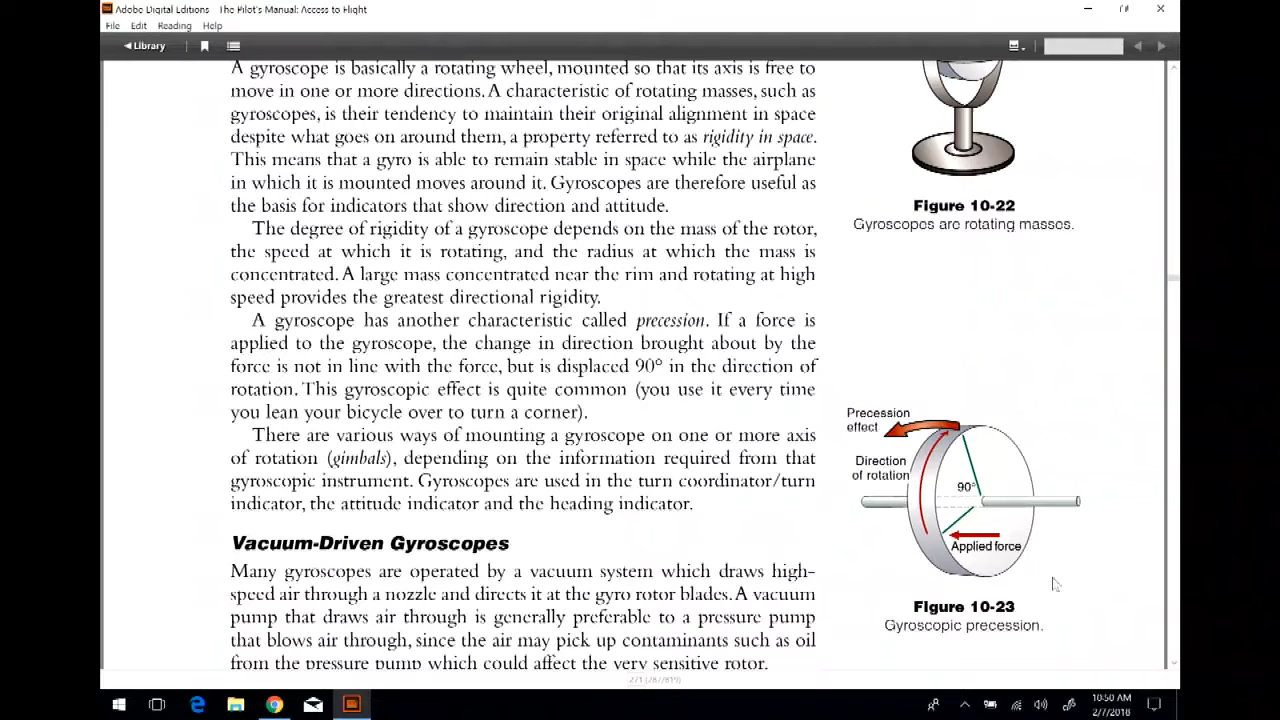 Adobe Digital Editions - The Pilot's Manual: Access to Flight
File Edit Reading Help
Library
A gyroscope is basically a rotating wheel, mounted so that its axis is free to
move in one or more directions. A characteristic of rotating masses, such as
gyroscopes, is their tendency to maintain their original alignment in space
despite what goes on around them, a property referred to as rigidity in space.
This means that a gyro is able to remain stable in space while the airplane
in which it is mounted moves around it. Gyroscopes are therefore useful as
the basis for indicators that show direction and attitude.
The degree of rigidity of a gyroscope depends on the mass of the rotor,
the speed at which it is rotating, and the radius at which the mass is
concentrated. A large mass concentrated near the rim and rotating at high
speed provides the greatest directional rigidity.
A gyroscope has another characteristic called precession. If a force is
applied to the gyroscope, the change in direction brought about by the
force is not in line with the force, but is displaced 90° in the direction of
rotation. This gyroscopic effect is quite common (you use it every time
you lean your bicycle over to turn a corner).
There are various ways of mounting a gyroscope on one or more axis
of rotation (gimbals), depending on the information required from that
gyroscopic instrument. Gyroscopes are used in the turn coordinator/turn
indicator, the attitude indicator and the heading indicator.
Vacuum-Driven Gyroscopes
Many gyroscopes are operated by a vacuum system which draws high-
speed air through a nozzle and directs it at the gyro rotor blades. A vacuum
pump that draws air through is generally preferable to a pressure pump
that blows air through, since the air may pick up contaminants such as oil
from the pressure pump which could affect the very sensitive rotor.
Figure 10-22
Gyroscopes are rotating masses.
Precession
effect
Direction
of rotation
90°
Applied force
Figure 10-23
Gyroscopic precession.
271 (287/819)
10:50 AM
2/7/2018